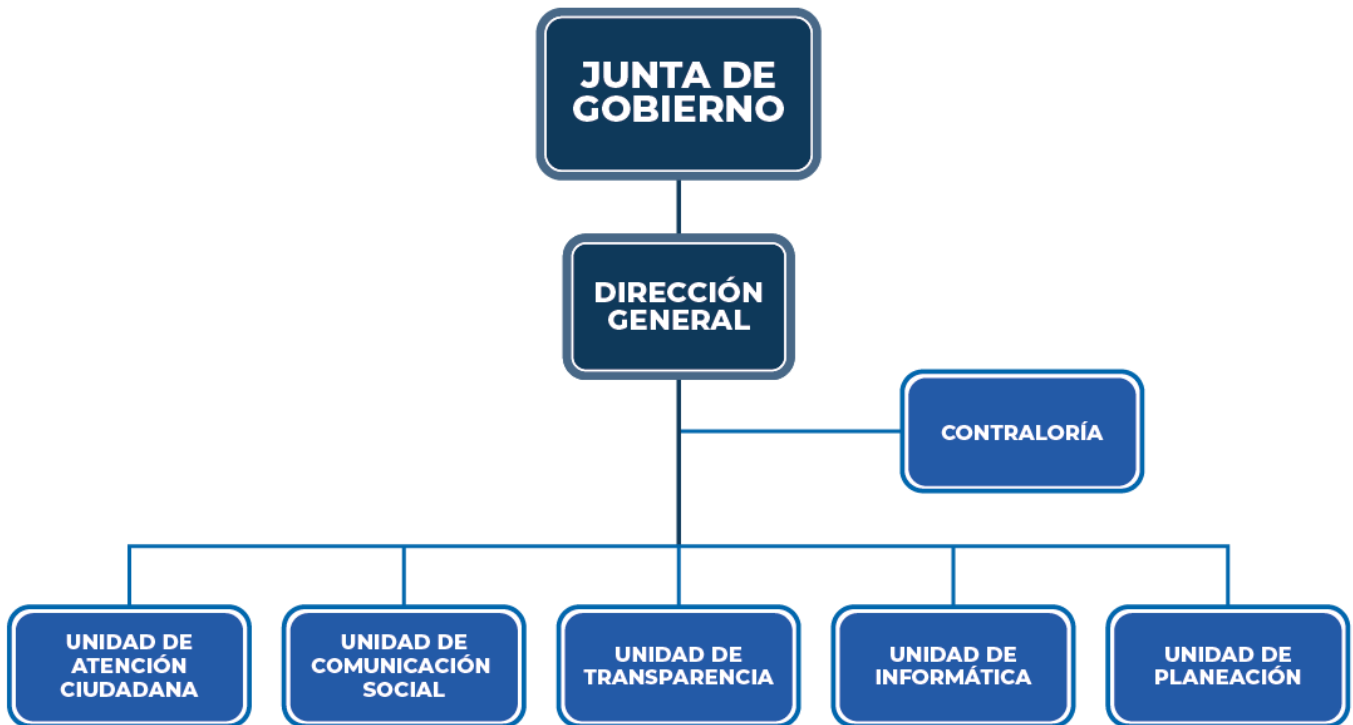 JUNTA DE
GOBIERNO
DIRECCIÓN
GENERAL
CONTRALORÍA
UNIDAD DE
ATENCIÓN
CIUDADANA
UNIDAD DE
COMUNICACIÓN
SOCIAL
UNIDAD DE
TRANSPARENCIA
UNIDAD DE
INFORMÁTICA
UNIDAD DE
PLANEACIÓN